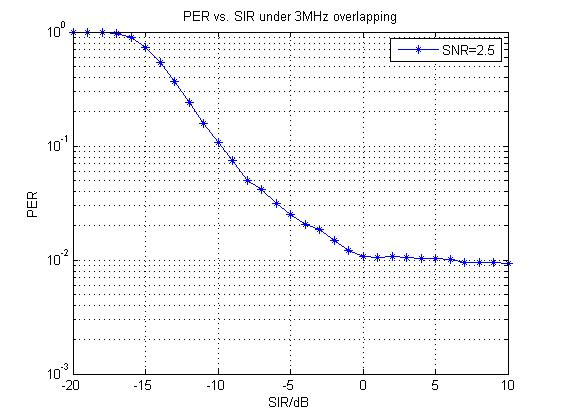 PER vs. SIR under 3MHz overlapping
SNR=2.5
10^0
10^-1
10^-2
10^-3
PER
-20 -15 -10 -5 0 5 10
SIR/dB